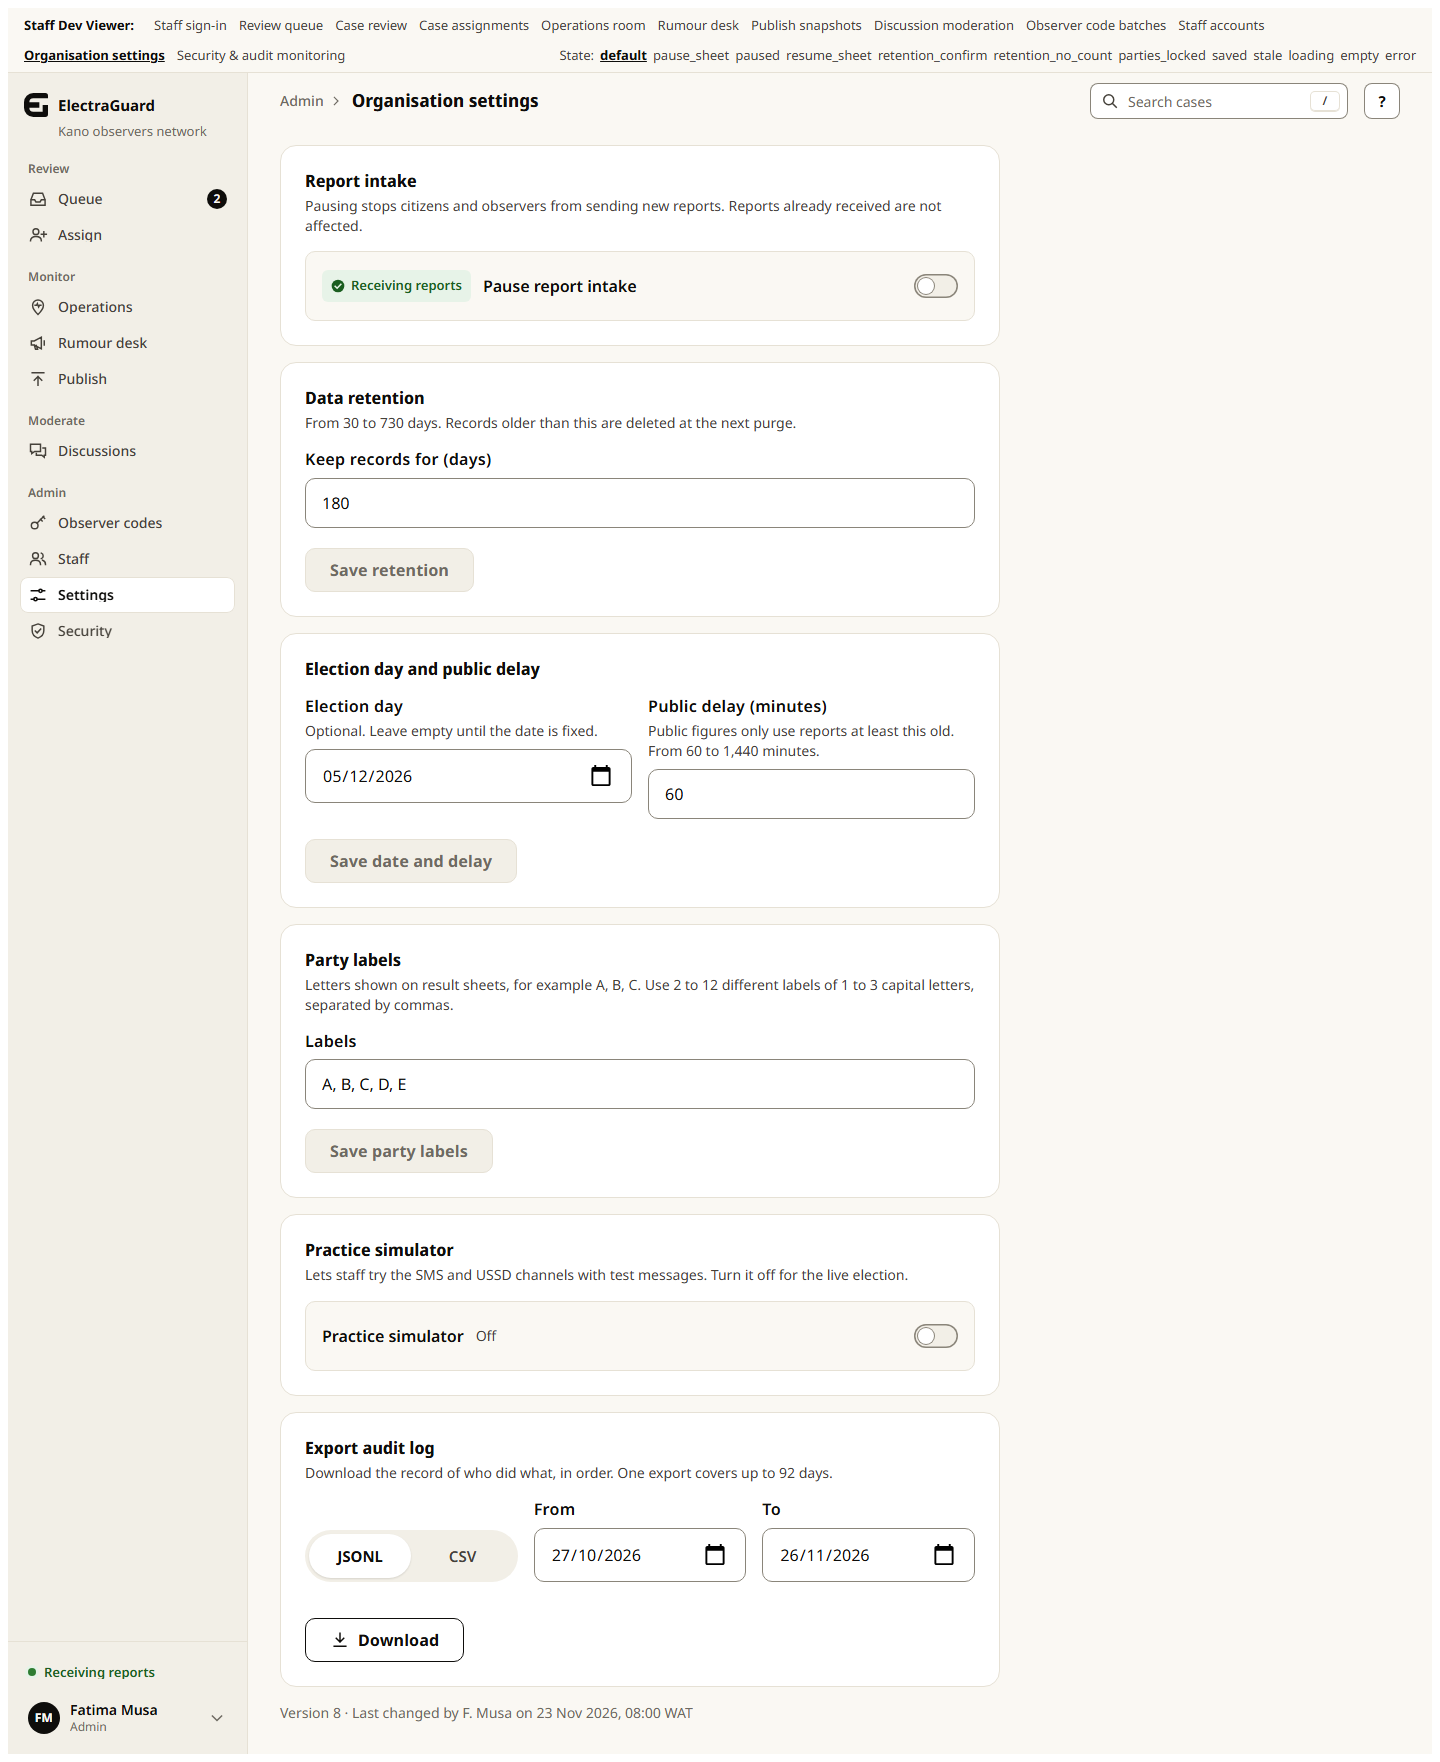 Staff Dev Viewer: Staff sign-in Review queue Case review Case assignments Operations room Rumour desk Publish snapshots Discussion moderation Observer code batches Staff accounts
Organisation settings Security & audit monitoring State: default pause_sheet paused resume_sheet retention_confirm retention_no_count parties_locked saved stale loading empty error
ElectraGuard
Kano observers network
Review
Queue 2
Assign
Monitor
Operations
Rumour desk
Publish
Moderate
Discussions
Admin
Observer codes
Staff
Settings
Security
Receiving reports
FM Fatima Musa
Admin
Admin Organisation settings
Search cases /
?
Report intake
Pausing stops citizens and observers from sending new reports. Reports already received are not
affected.
Receiving reports Pause report intake
Data retention
From 30 to 730 days. Records older than this are deleted at the next purge.
Keep records for (days)
180
Save retention
Election day and public delay
Election day
Optional. Leave empty until the date is fixed.
05/12/2026
Public delay (minutes)
Public figures only use reports at least this old.
From 60 to 1,440 minutes.
60
Save date and delay
Party labels
Letters shown on result sheets, for example A, B, C. Use 2 to 12 different labels of 1 to 3 capital letters,
separated by commas.
Labels
A, B, C, D, E
Save party labels
Practice simulator
Lets staff try the SMS and USSD channels with test messages. Turn it off for the live election.
Practice simulator Off
Export audit log
Download the record of who did what, in order. One export covers up to 92 days.
JSONL CSV
From
27/10/2026
To
26/11/2026
Download
Version 8 · Last changed by F. Musa on 23 Nov 2026, 08:00 WAT